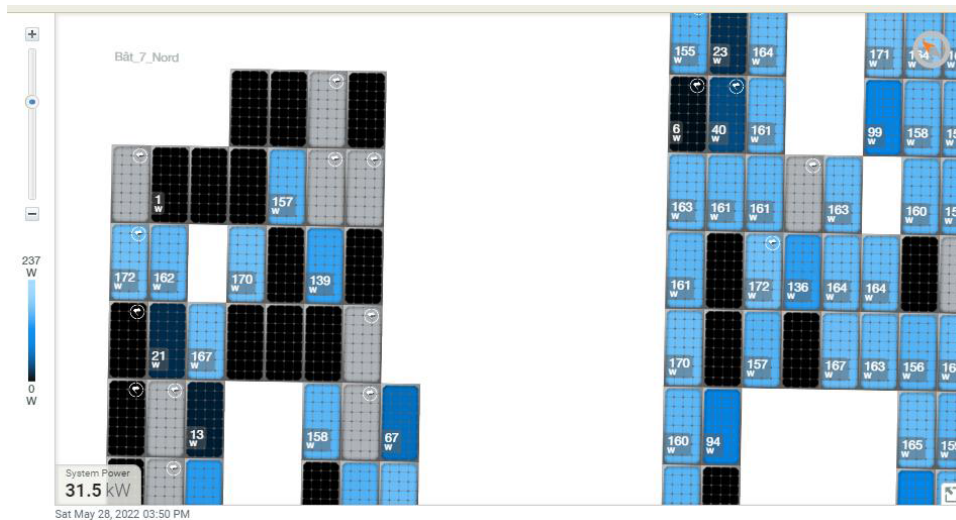 Bât_7_Nord
155 W 23 W 164 W 171 W
6 W 40 W 161 W 99 W 158 W
1 W 157 W 163 W 161 W 161 W 163 W 160 W
172 W 162 W 170 W 139 W 161 W 172 W 136 W 164 W 164 W
237 W
21 W 167 W 170 W 157 W 167 W 163 W 156 W
0 W
13 W 158 W 67 W 160 W 94 W 165 W
System Power
31.5 kW
Sat May 28, 2022 03:50 PM